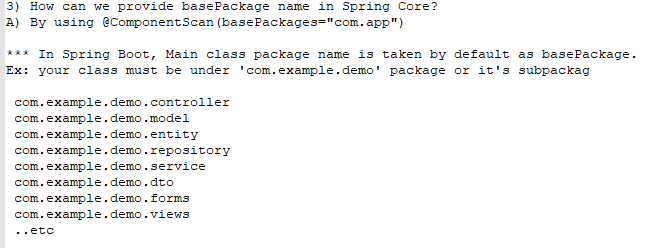 3) How can we provide basePackage name in Spring Core?
A) By using @ComponentScan(basePackages="com.app")
*** In Spring Boot, Main class package name is taken by default as basePackage.
Ex: your class must be under 'com.example.demo' package or it's subpackag
com.example.demo.controller
com.example.demo.model
com.example.demo.entity
com.example.demo.repository
com.example.demo.service
com.example.demo.dto
com.example.demo.forms
com.example.demo.views
..etc